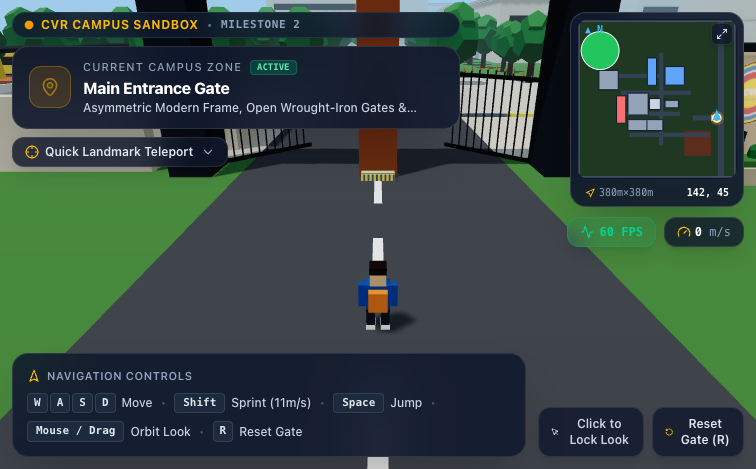 CVR CAMPUS SANDBOX • MILESTONE 2
CURRENT CAMPUS ZONE ACTIVE
Main Entrance Gate
Asymmetric Modern Frame, Open Wrought-Iron Gates &...
Quick Landmark Teleport
N
380m×380m 142, 45
60 FPS 0 m/s
NAVIGATION CONTROLS
W A S D Move • Shift Sprint (11m/s) • Space Jump •
Mouse / Drag Orbit Look • R Reset Gate
Click to
Lock Look
Reset
Gate (R)